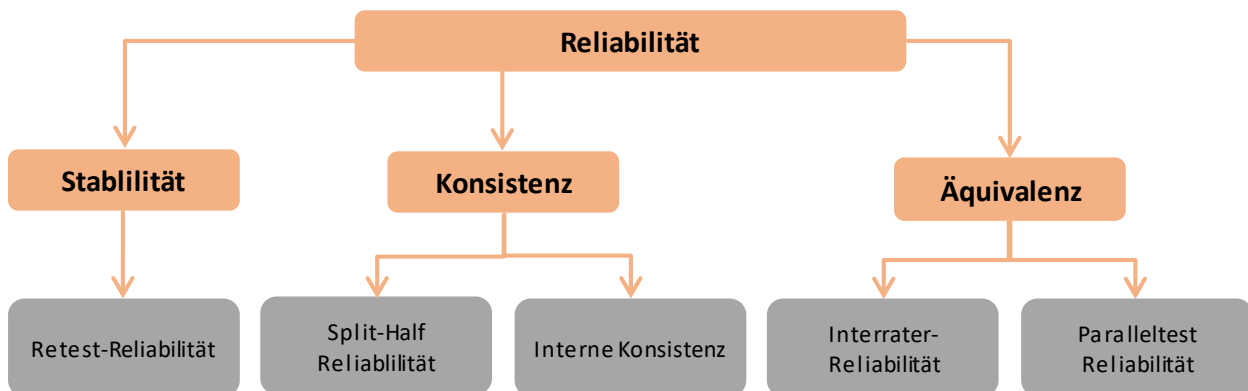 Reliabilität
Stablilität
Konsistenz
Äquivalenz
Retest-Reliabilität
Split-Half
Reliablilität
Interne Konsistenz
Interrater-
Reliabilität
Paralleltest
Reliabilität